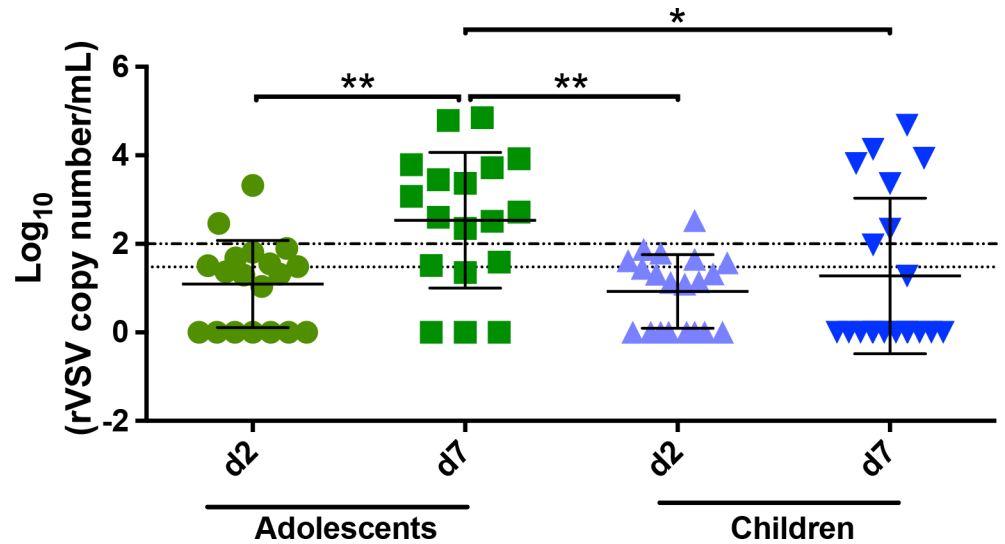 *
** **
Log10
(rVSV copy number/mL)
6
4
2
0
-2
d2 d7 d2 d7
Adolescents Children